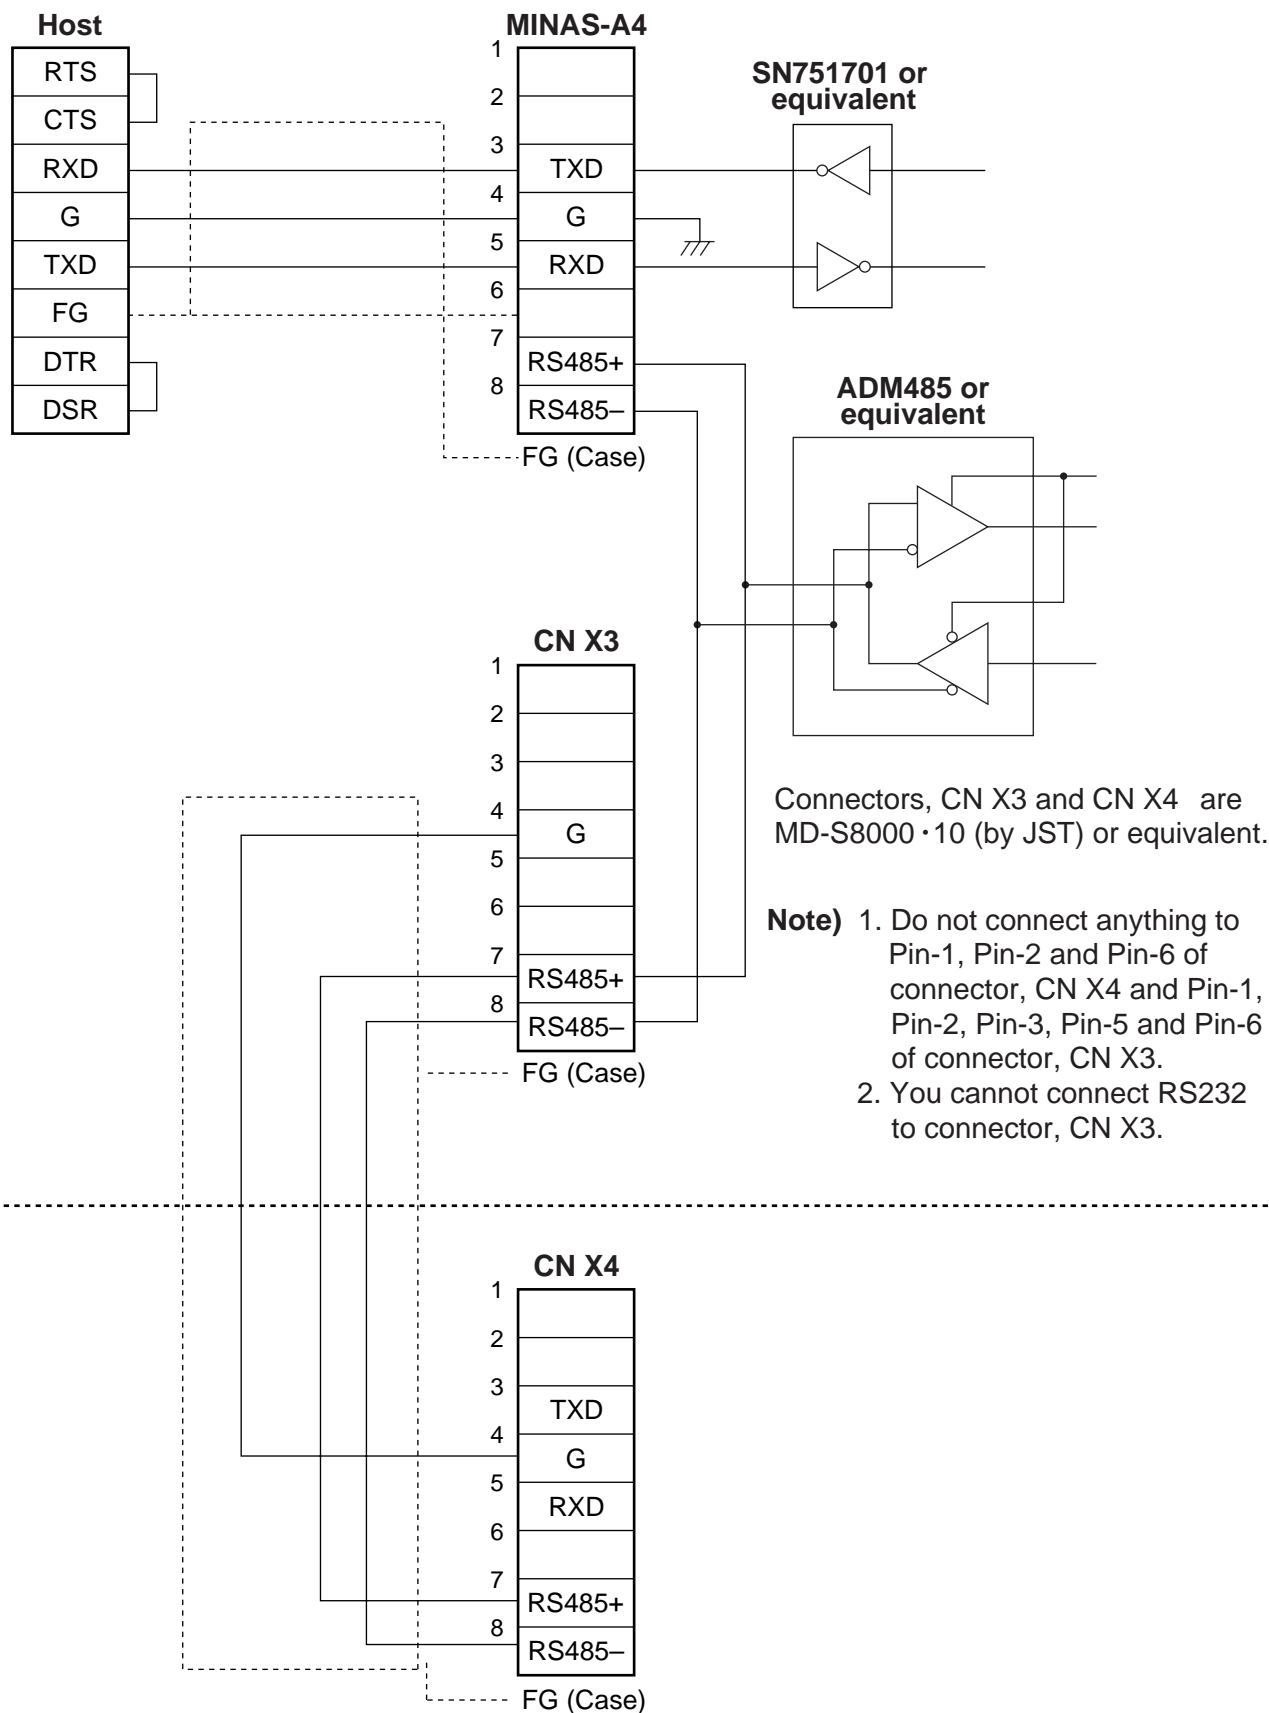 Host
RTS
CTS
RXD
G
TXD
FG
DTR
DSR
MINAS-A4
1
2
3
TXD
4
G
5
RXD
6
7
RS485+
8
RS485–
FG (Case)
SN751701 or
equivalent
ADM485 or
equivalent
CN X3
1
2
3
4
G
5
6
7
RS485+
8
RS485–
FG (Case)
Connectors, CN X3 and CN X4 are
MD-S8000・10 (by JST) or equivalent.
Note) 1. Do not connect anything to
Pin-1, Pin-2 and Pin-6 of
connector, CN X4 and Pin-1,
Pin-2, Pin-3, Pin-5 and Pin-6
of connector, CN X3.
2. You cannot connect RS232
to connector, CN X3.
CN X4
1
2
3
TXD
4
G
5
RXD
6
7
RS485+
8
RS485–
FG (Case)